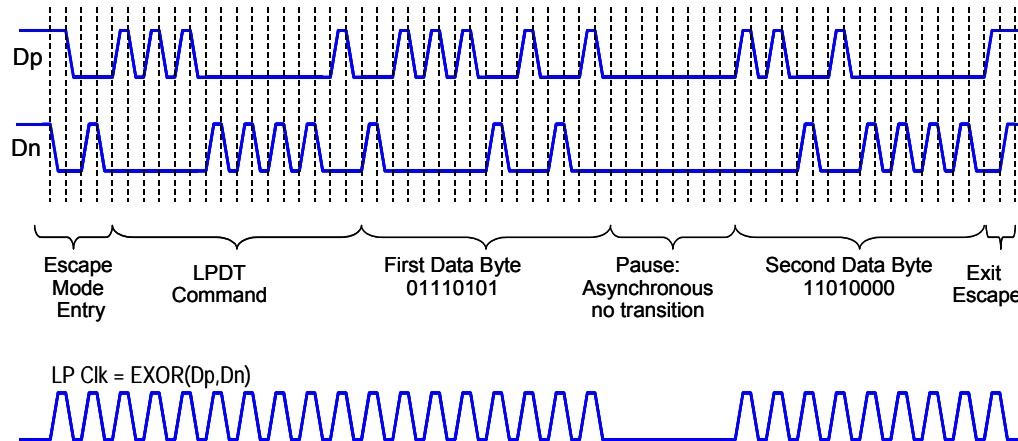 Dp
Dn
Escape
Mode
Entry
LPDT
Command
First Data Byte
01110101
Pause:
Asynchronous
no transition
Second Data Byte
11010000
Exit
Escape
LP Clk = EXOR(Dp,Dn)